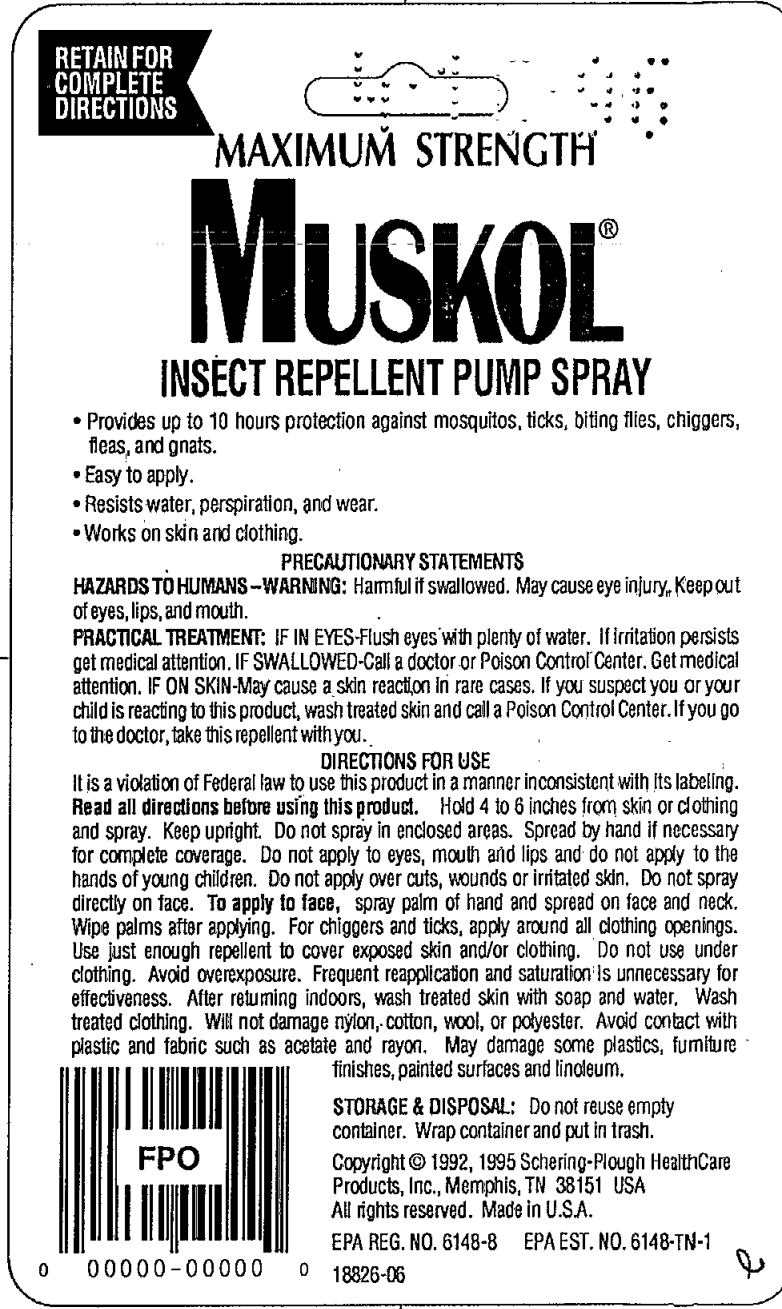 RETAIN FOR
COMPLETE
DIRECTIONS
MAXIMUM STRENGTH
MUSKOL®
INSECT REPELLENT PUMP SPRAY
• Provides up to 10 hours protection against mosquitos, ticks, biting flies, chiggers,
fleas, and gnats.
• Easy to apply.
• Resists water, perspiration, and wear.
• Works on skin and clothing.
PRECAUTIONARY STATEMENTS
HAZARDS TO HUMANS – WARNING: Harmful if swallowed. May cause eye injury. Keep out
of eyes, lips, and mouth.
PRACTICAL TREATMENT: IF IN EYES-Flush eyes with plenty of water. If irritation persists
get medical attention. IF SWALLOWED-Call a doctor or Poison Control Center. Get medical
attention. IF ON SKIN-May cause a skin reaction in rare cases. If you suspect you or your
child is reacting to this product, wash treated skin and call a Poison Control Center. If you go
to the doctor, take this repellent with you.
DIRECTIONS FOR USE
It is a violation of Federal law to use this product in a manner inconsistent with its labeling.
Read all directions before using this product. Hold 4 to 6 inches from skin or clothing
and spray. Keep upright. Do not spray in enclosed areas. Spread by hand if necessary
for complete coverage. Do not apply to eyes, mouth and lips and do not apply to the
hands of young children. Do not apply over cuts, wounds or irritated skin. Do not spray
directly on face. To apply to face, spray palm of hand and spread on face and neck.
Wipe palms after applying. For chiggers and ticks, apply around all clothing openings.
Use just enough repellent to cover exposed skin and/or clothing. Do not use under
clothing. Avoid overexposure. Frequent reapplication and saturation is unnecessary for
effectiveness. After returning indoors, wash treated skin with soap and water. Wash
treated clothing. Will not damage nylon, cotton, wool, or polyester. Avoid contact with
plastic and fabric such as acetate and rayon. May damage some plastics, furniture
finishes, painted surfaces and linoleum.
STORAGE & DISPOSAL: Do not reuse empty
container. Wrap container and put in trash.
Copyright © 1992, 1995 Schering-Plough HealthCare
Products, Inc., Memphis, TN 38151 USA
All rights reserved. Made in U.S.A.
EPA REG. NO. 6148-8 EPA EST. NO. 6148-TN-1
18826-06
FPO
0 00000-00000 0